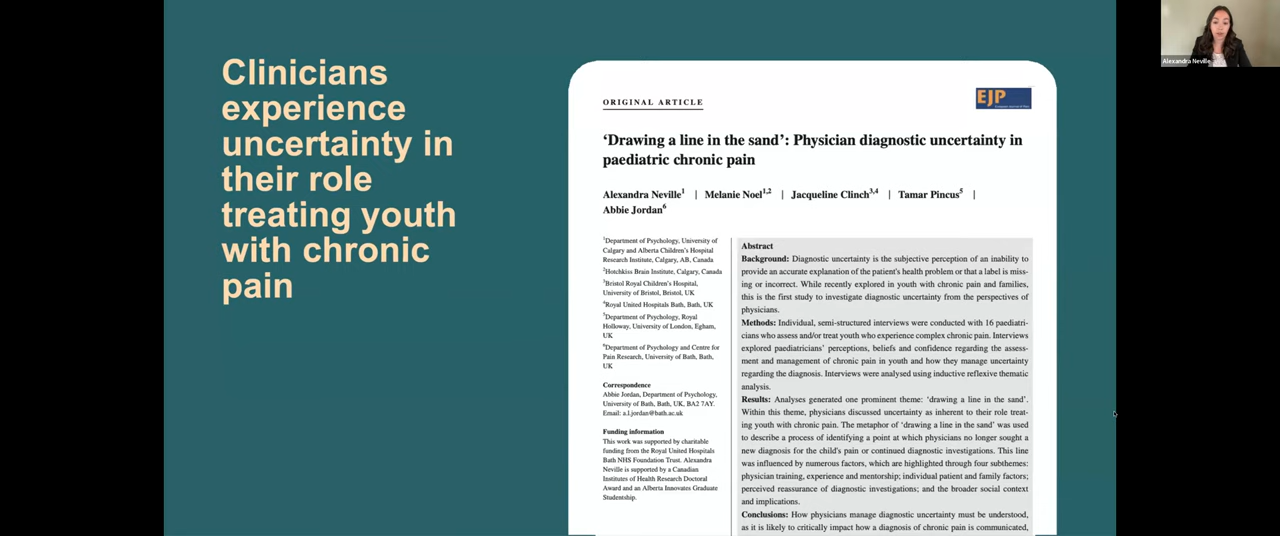 Clinicians
experience
uncertainty in
their role
treating youth
with chronic
pain
ORIGINAL ARTICLE
EJP
‘Drawing a line in the sand’: Physician diagnostic uncertainty in
paediatric chronic pain
Alexandra Neville1 | Melanie Noel1,2 | Jacqueline Clinch3,4 | Tamar Pincus5 |
Abbie Jordan6
1Department of Psychology, University of
Calgary and Alberta Children’s Hospital
Research Institute, Calgary, AB, Canada
2Hotchkiss Brain Institute, Calgary, Canada
3Bristol Royal Children’s Hospital,
University of Bristol, Bristol, UK
4Royal United Hospitals Bath, Bath, UK
5Department of Psychology, Royal
Holloway, University of London, Egham,
UK
6Department of Psychology and Centre for
Pain Research, University of Bath, Bath,
UK
Correspondence
Abbie Jordan, Department of Psychology,
University of Bath, Bath, UK, BA2 7AY.
Email: a.l.jordan@bath.ac.uk
Funding information
This work was supported by charitable
funding from the Royal United Hospitals
Bath NHS Foundation Trust. Alexandra
Neville is supported by a Canadian
Institutes of Health Research Doctoral
Award and an Alberta Innovates Graduate
Studentship.
Abstract
Background: Diagnostic uncertainty is the subjective perception of an inability to
provide an accurate explanation of the patient's health problem or that a label is miss-
ing or incorrect. While recently explored in youth with chronic pain and families,
this is the first study to investigate diagnostic uncertainty from the perspectives of
physicians.
Methods: Individual, semi-structured interviews were conducted with 16 paediatri-
cians who assess and/or treat youth who experience complex chronic pain. Interviews
explored paediatricians’ perceptions, beliefs and confidence regarding the assess-
ment and management of chronic pain in youth and how they manage uncertainty
regarding the diagnosis. Interviews were analysed using inductive reflexive thematic
analysis.
Results: Analyses generated one prominent theme: ‘drawing a line in the sand’.
Within this theme, physicians discussed uncertainty as inherent to their role treat-
ing youth with chronic pain. The metaphor of ‘drawing a line in the sand’ was used
to describe a process of identifying a point at which physicians no longer sought a
new diagnosis for the child's pain or continued diagnostic investigations. This line
was influenced by numerous factors, which are highlighted through four subthemes:
physician training, experience and mentorship; individual patient and family factors;
perceived reassurance of diagnostic investigations; and the broader social context
and implications.
Conclusions: How physicians manage diagnostic uncertainty must be understood,
as it is likely to critically impact how a diagnosis of chronic pain is communicated,
Alexandra Neville